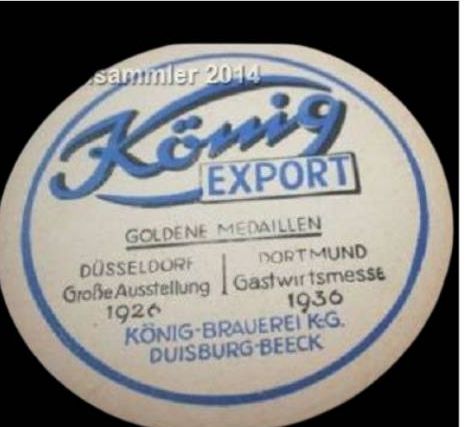 sammler 2014
König
EXPORT
GOLDENE MEDAILLEN
DÜSSELDORF
Große Ausstellung
1926
DORTMUND
Gastwirtsmesse
1936
KÖNIG-BRAUEREI K.G.
DUISBURG-BEECK